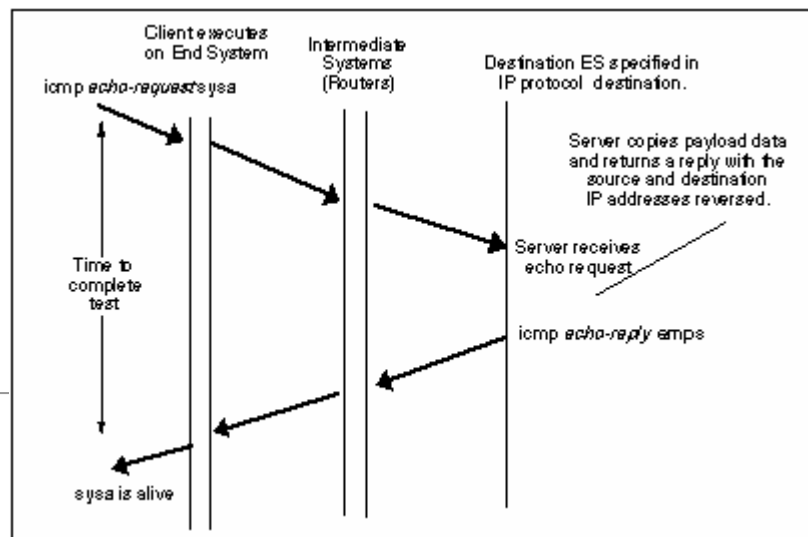 Client executes
on End System
Intermediate
Systems
(Routers)
Destination ES specified in
IP protocol destination.
icmp echo-request sysa
Server copies payload data
and returns a reply with the
source and destination
IP addresses reversed.
Server receives
echo request
Time to
complete
test
icmp echo-reply emps
sysa is alive